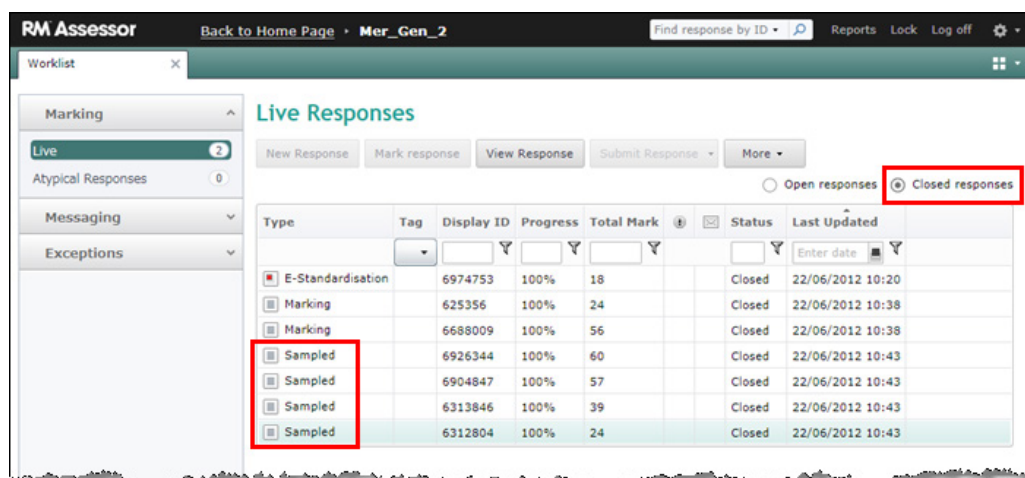 RM Assessor Back to Home Page • Mer_Gen_2 Find response by ID Reports Lock Log off
Worklist
Marking
Live 2
Atypical Responses 0
Messaging
Exceptions
Live Responses
New Response Mark response View Response Submit Response More
Open responses Closed responses
Type Tag Display ID Progress Total Mark Status Last Updated
Enter date
E-Standardisation 6974753 100% 18 Closed 22/06/2012 10:20
Marking 625356 100% 24 Closed 22/06/2012 10:38
Marking 6688009 100% 56 Closed 22/06/2012 10:38
Sampled 6926344 100% 60 Closed 22/06/2012 10:43
Sampled 6904847 100% 57 Closed 22/06/2012 10:43
Sampled 6313846 100% 39 Closed 22/06/2012 10:43
Sampled 6312804 100% 24 Closed 22/06/2012 10:43